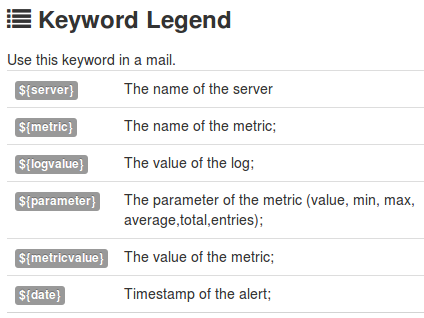 Keyword Legend
Use this keyword in a mail.
${server} The name of the server
${metric} The name of the metric;
${logvalue} The value of the log;
${parameter} The parameter of the metric (value, min, max,
average,total,entries);
${metricvalue} The value of the metric;
${date} Timestamp of the alert;